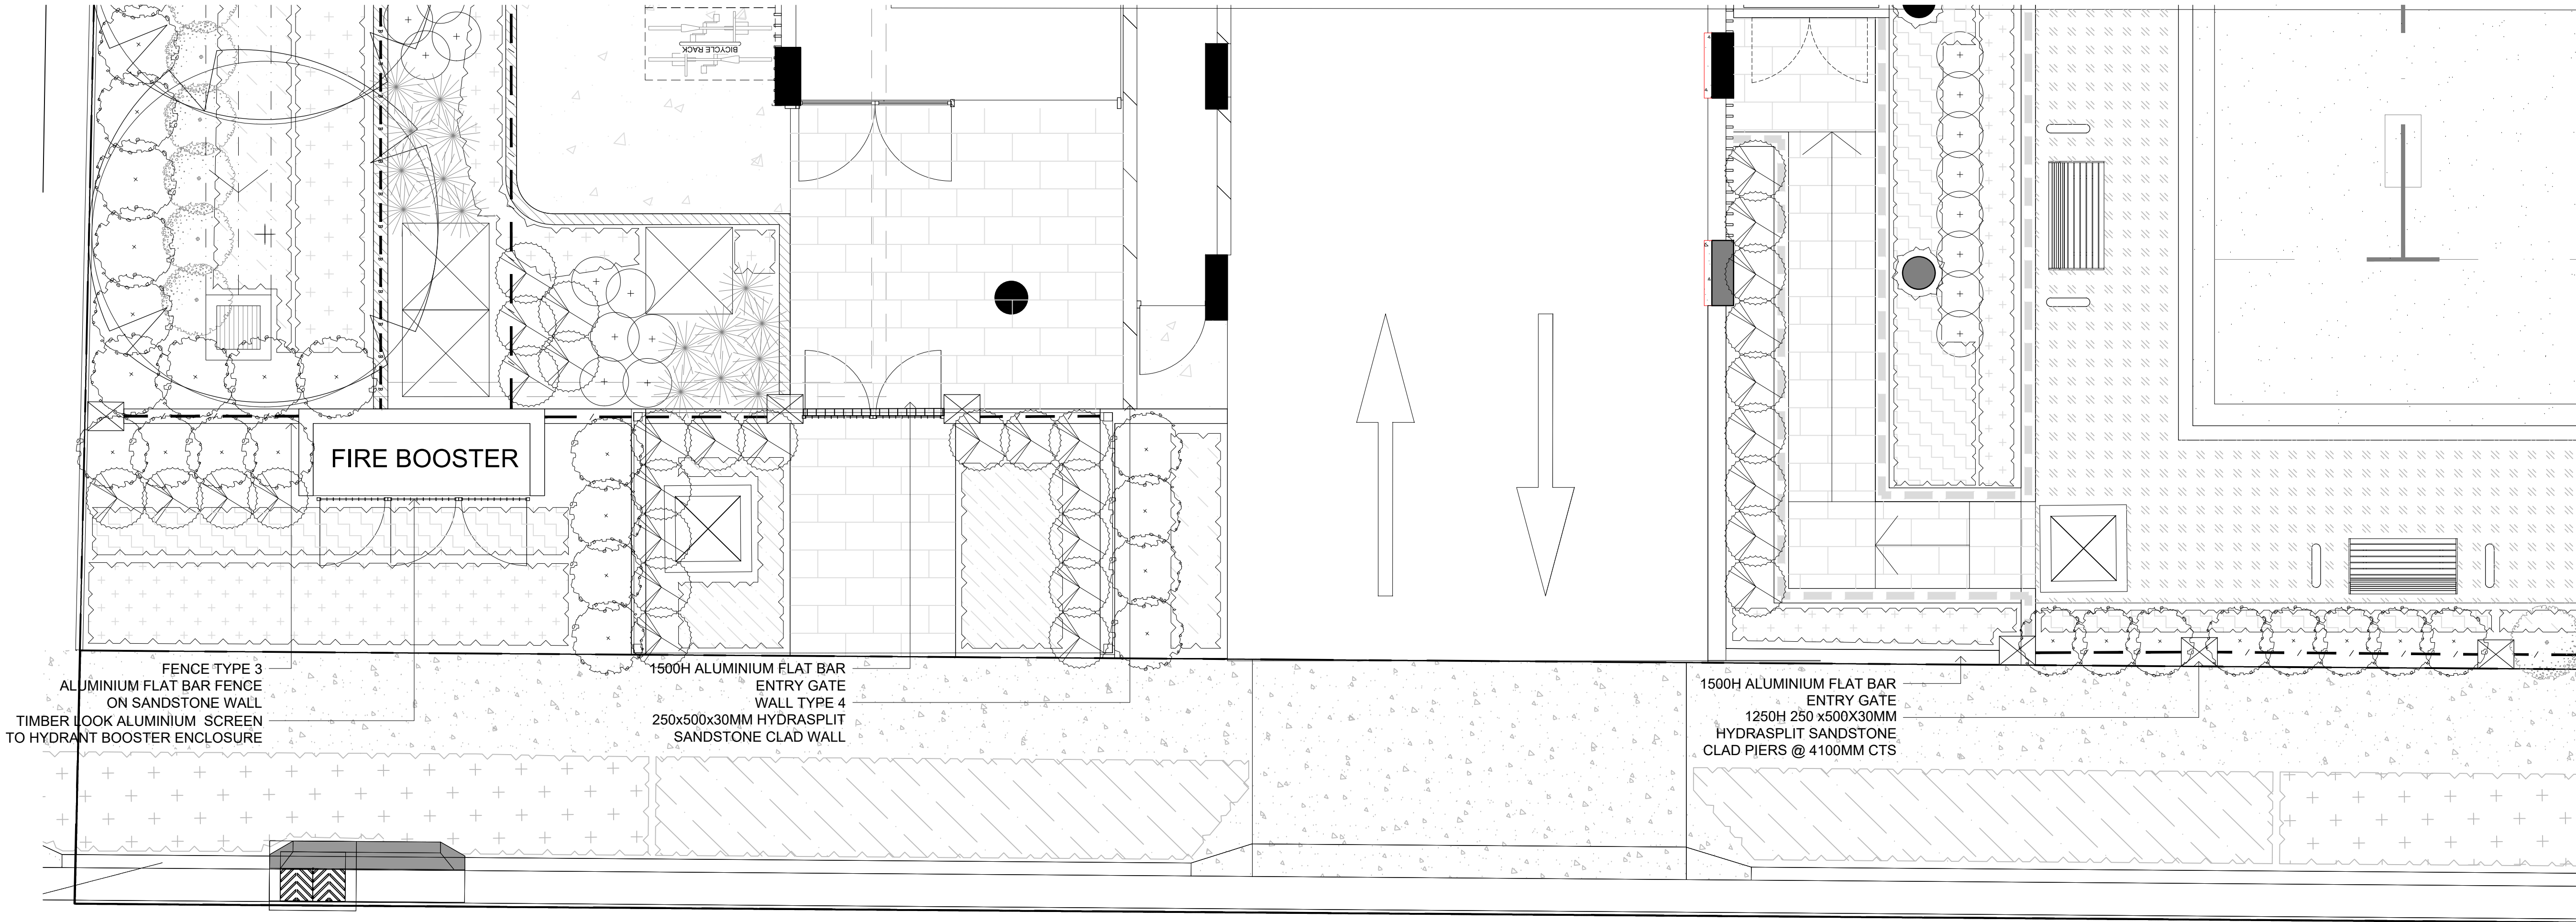 BICYCLE RACK
FIRE BOOSTER
FENCE TYPE 3
ALUMINIUM FLAT BAR FENCE
ON SANDSTONE WALL
TIMBER LOOK ALUMINIUM SCREEN
TO HYDRANT BOOSTER ENCLOSURE
1500H ALUMINIUM FLAT BAR
ENTRY GATE
WALL TYPE 4
250x500x30MM HYDRASPLIT
SANDSTONE CLAD WALL
1500H ALUMINIUM FLAT BAR
ENTRY GATE
1250H 250 x500X30MM
HYDRASPLIT SANDSTONE
CLAD PIERS @ 4100MM CTS